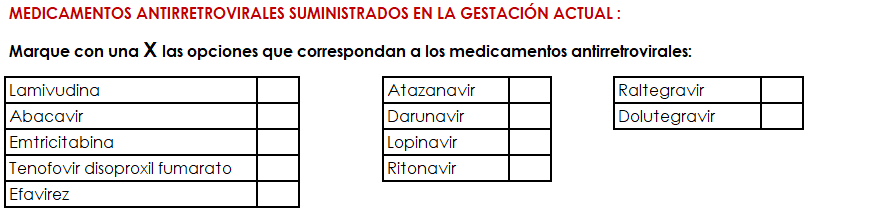 MEDICAMENTOS ANTIRRETROVIRALES SUMINISTRADOS EN LA GESTACIÓN ACTUAL :
Marque con una X las opciones que correspondan a los medicamentos antirretrovirales:
Lamivudina
Abacavir
Emtricitabina
Tenofovir disoproxil fumarato
Efavirez
Atazanavir
Darunavir
Lopinavir
Ritonavir
Raltegravir
Dolutegravir